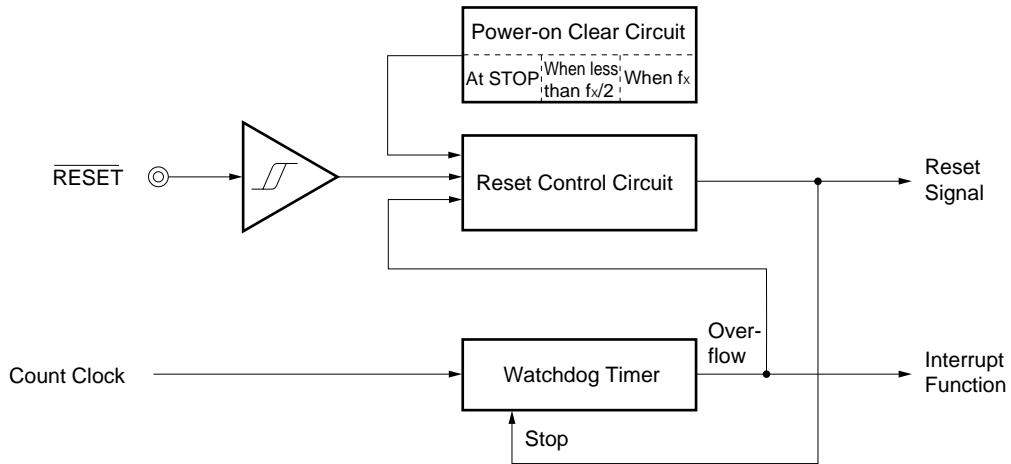 Power-on Clear Circuit
At STOP
When less
than fx/2
When fx
RESET
Reset Control Circuit
Reset
Signal
Over-
flow
Count Clock
Watchdog Timer
Interrupt
Function
Stop